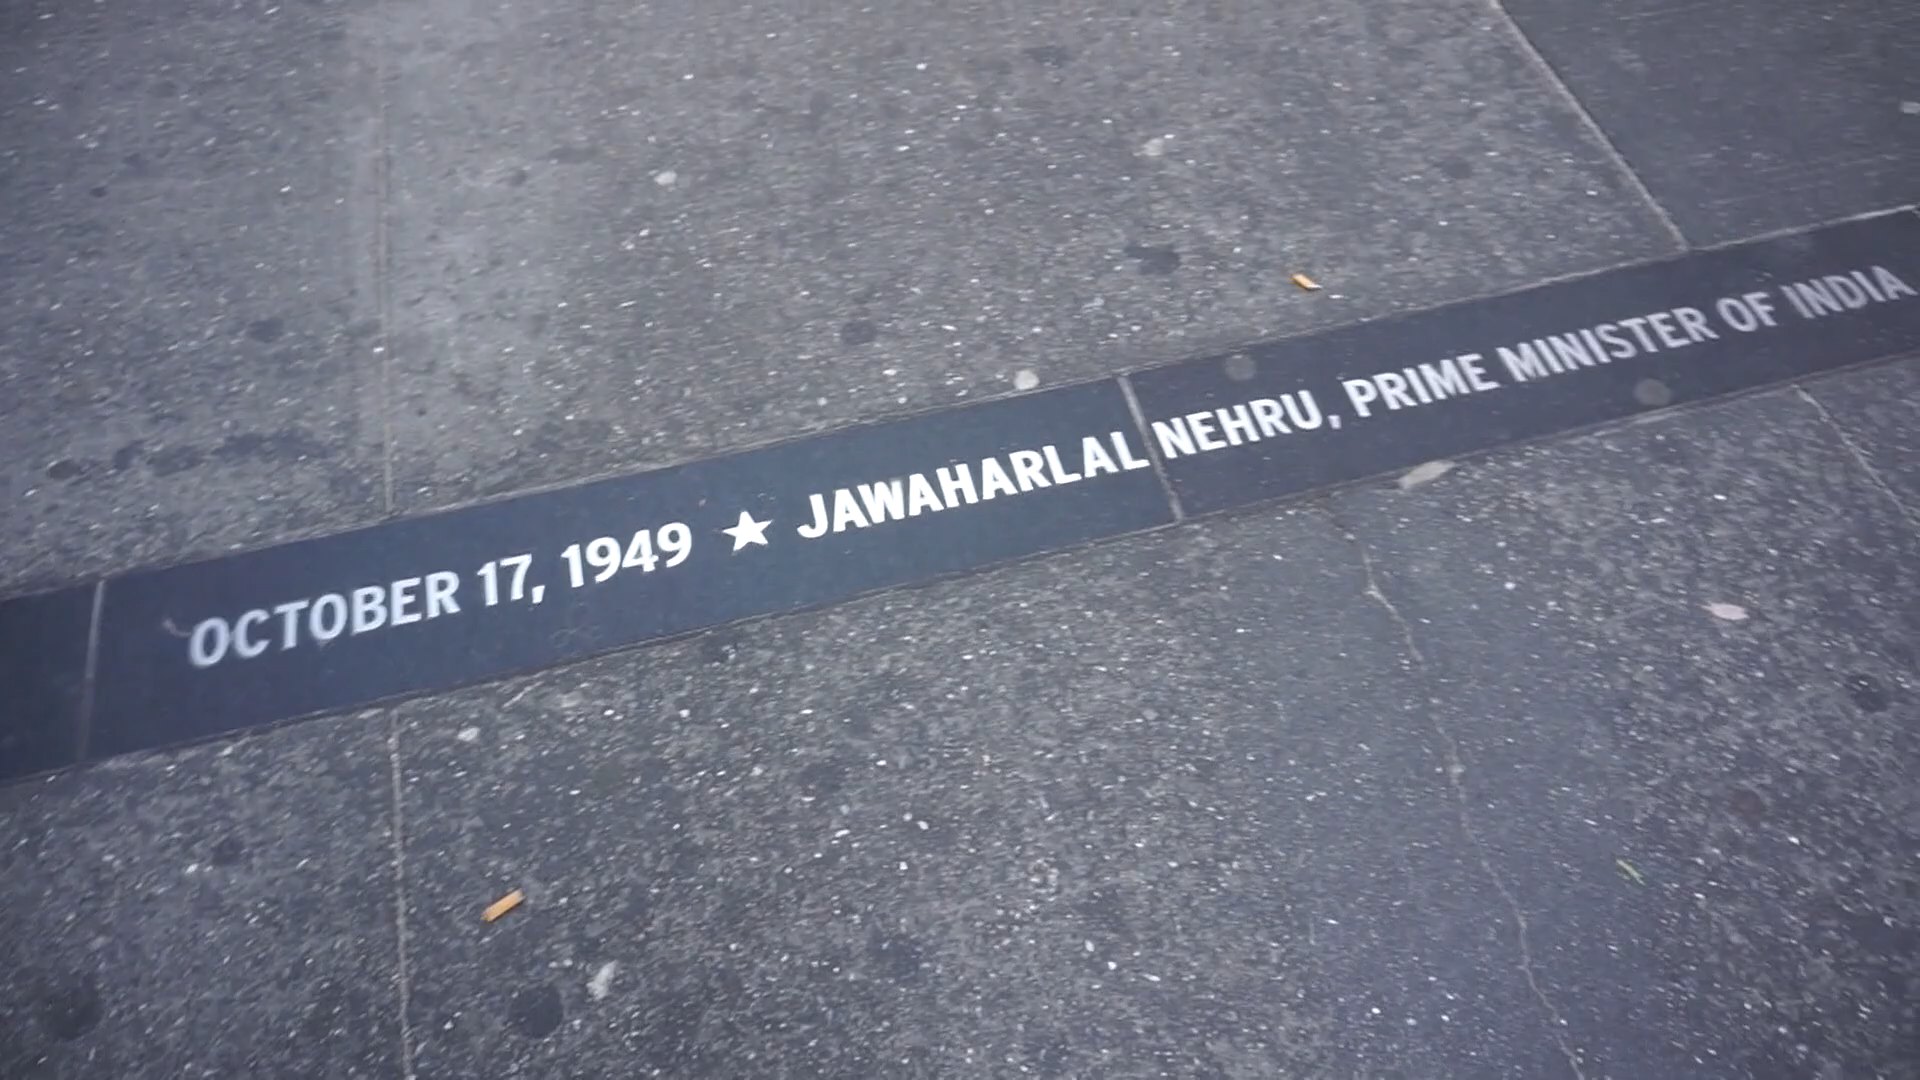 OCTOBER 17, 1949 ★ JAWAHARLAL NEHRU, PRIME MINISTER OF INDIA